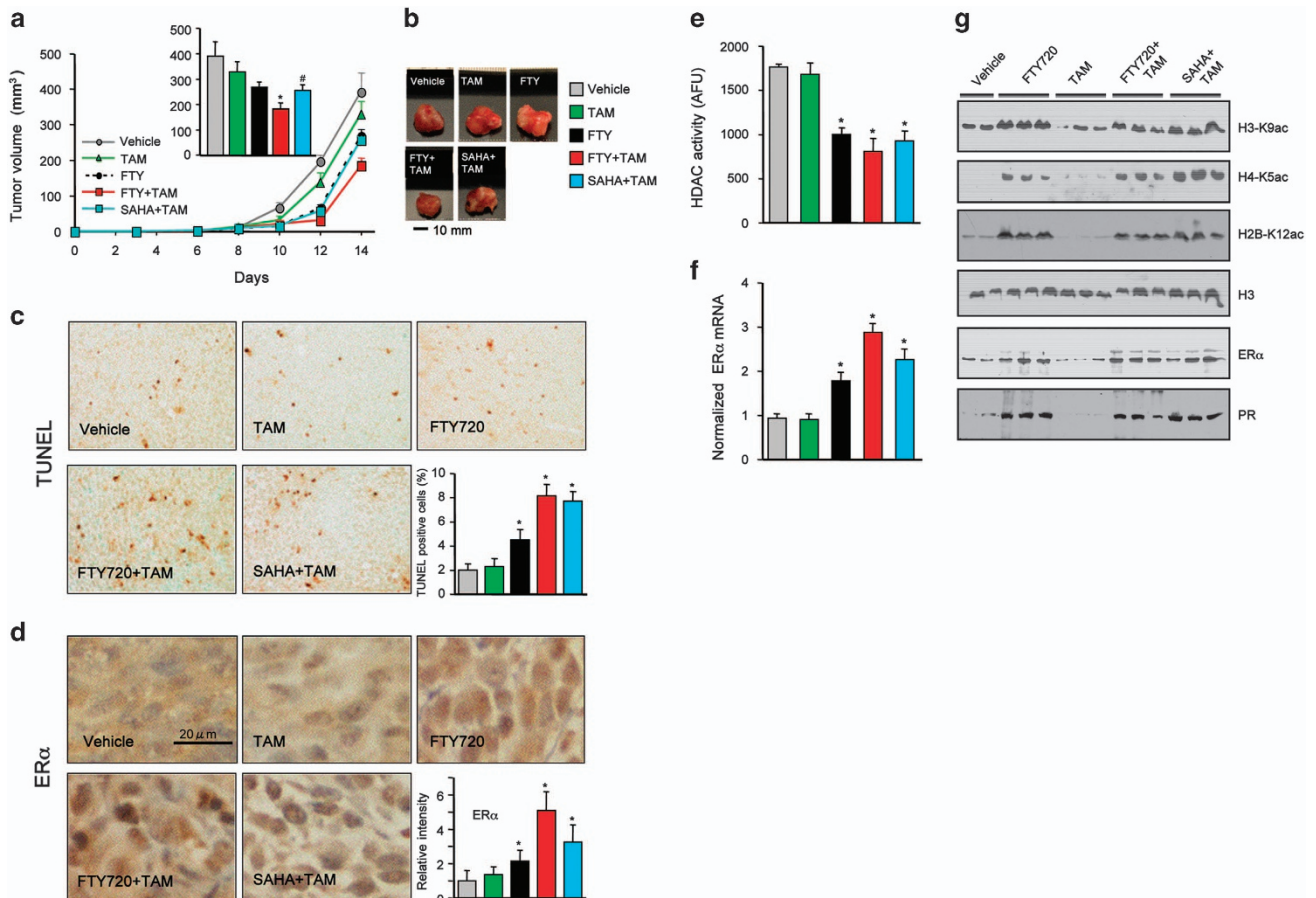 a
Tumor volume (mm3)
500
400
300
200
100
0
500
400
300
200
100
0
*
#
Vehicle
TAM
FTY
FTY+TAM
SAHA+TAM
0 2 4 6 8 10 12 14
Days
b
Vehicle
TAM
FTY
FTY+
TAM
SAHA+
TAM
10 mm
Vehicle
TAM
FTY
FTY+TAM
SAHA+TAM
c
TUNEL
Vehicle
TAM
FTY720
FTY720+TAM
SAHA+TAM
TUNEL positive cells (%)
10
8
6
4
2
0
* * *
d
ERα
Vehicle
20 μm
TAM
FTY720
FTY720+TAM
SAHA+TAM
Relative intensity
6
4
2
0
ERα
* * *
e
HDAC activity (AFU)
2000
1500
1000
500
0
* * *
f
Normalized ERα mRNA
4
3
2
1
0
* * *
g
Vehicle
FTY720
TAM
FTY720+
TAM
SAHA+
TAM
H3-K9ac
H4-K5ac
H2B-K12ac
H3
ERα
PR